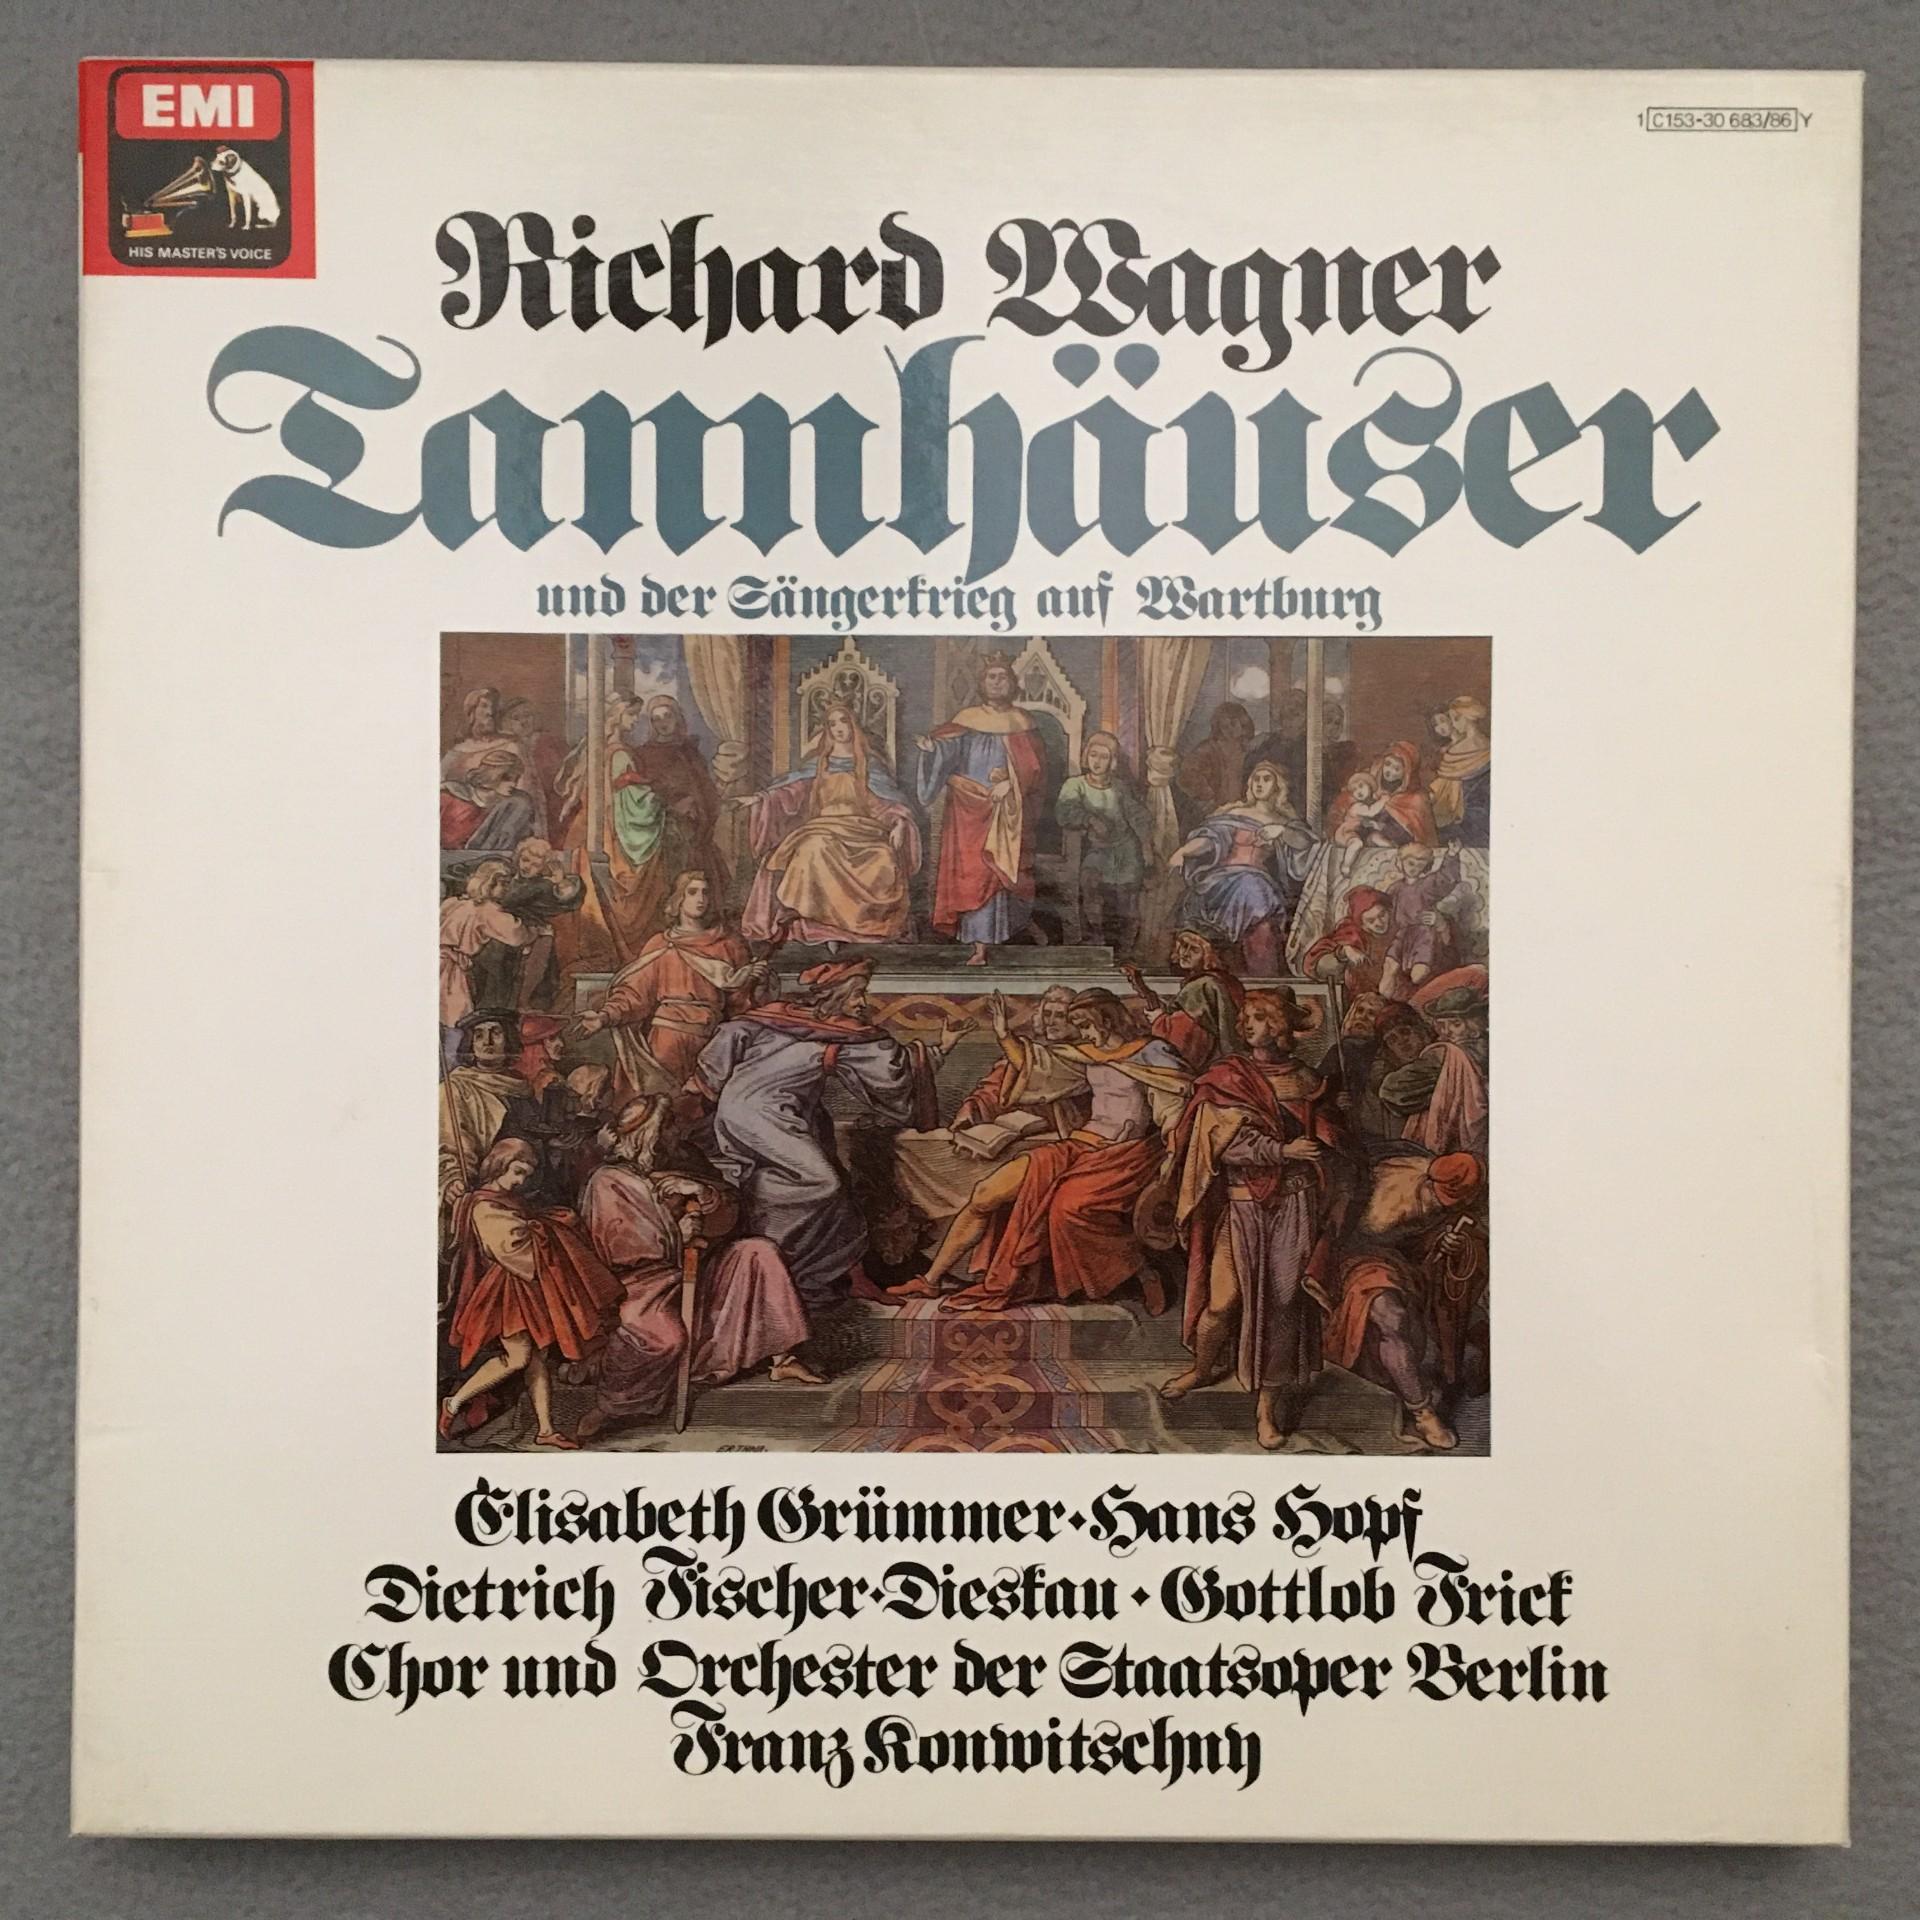 EMI
HIS MASTER'S VOICE
1 C153-30 683/86 Y
Richard Wagner
Tannhäuser
und der Sängerkrieg auf Wartburg
Elisabeth Grümmer · Hans Hopf
Dietrich Fischer-Dieskau · Gottlob Frick
Chor und Orchester der Staatsoper Berlin
Franz Konwitschny